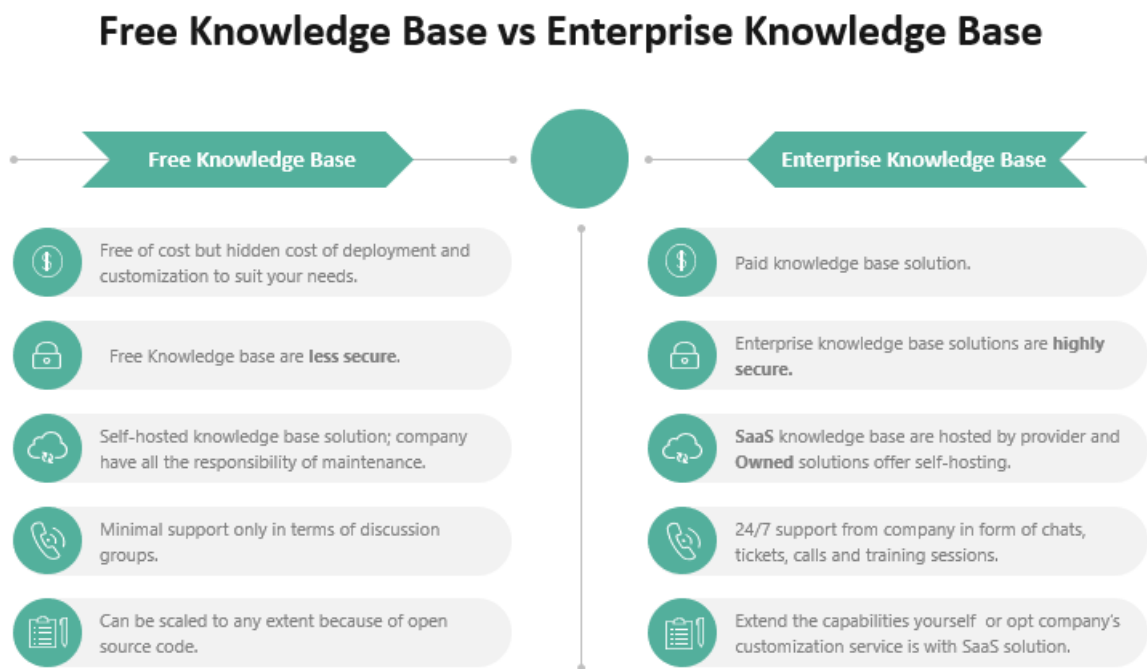 Free Knowledge Base vs Enterprise Knowledge Base
Free Knowledge Base
Free of cost but hidden cost of deployment and
customization to suit your needs.
Free Knowledge base are less secure.
Self-hosted knowledge base solution; company
have all the responsibility of maintenance.
Minimal support only in terms of discussion
groups.
Can be scaled to any extent because of open
source code.
Enterprise Knowledge Base
Paid knowledge base solution.
Enterprise knowledge base solutions are highly
secure.
SaaS knowledge base are hosted by provider and
Owned solutions offer self-hosting.
24/7 support from company in form of chats,
tickets, calls and training sessions.
Extend the capabilities yourself or opt company's
customization service is with SaaS solution.